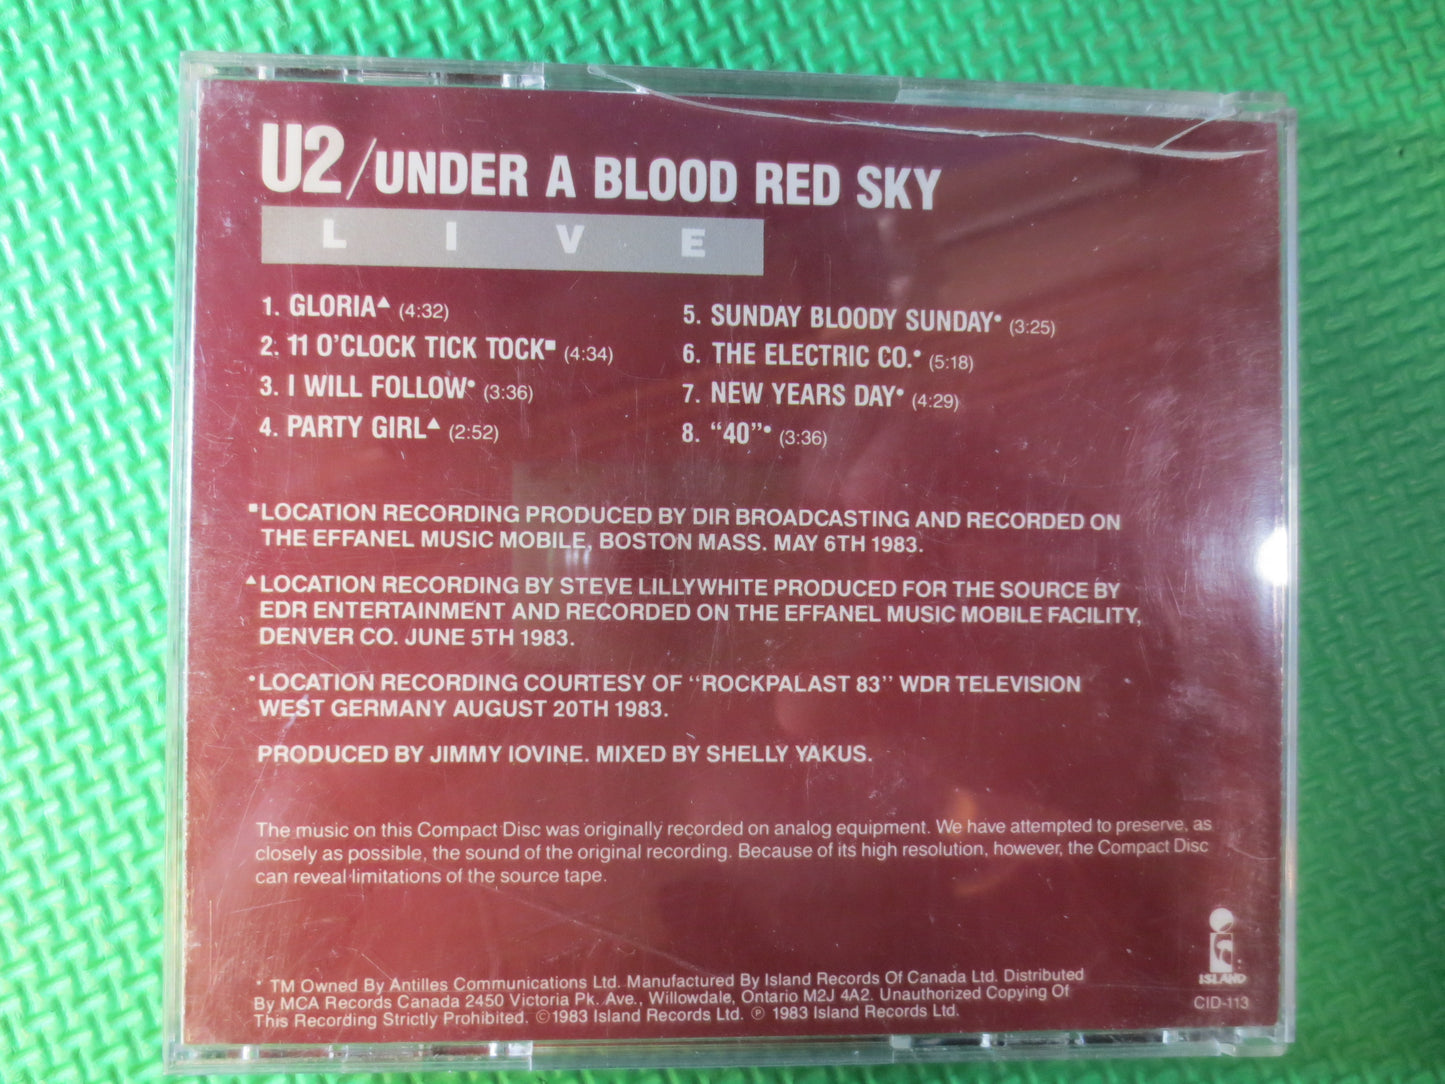 U2/UNDER A BLOOD RED SKY
LIVE
1. GLORIA▲ (4:32)
2. 11 O'CLOCK TICK TOCK■ (4:34)
3. I WILL FOLLOW● (3:36)
4. PARTY GIRL▲ (2:52)
5. SUNDAY BLOODY SUNDAY● (3:25)
6. THE ELECTRIC CO.● (5:18)
7. NEW YEARS DAY● (4:29)
8. “40”● (3:36)
■LOCATION RECORDING PRODUCED BY DIR BROADCASTING AND RECORDED ON
THE EFFANEL MUSIC MOBILE, BOSTON MASS. MAY 6TH 1983.
▲LOCATION RECORDING BY STEVE LILLYWHITE PRODUCED FOR THE SOURCE BY
EDR ENTERTAINMENT AND RECORDED ON THE EFFANEL MUSIC MOBILE FACILITY,
DENVER CO. JUNE 5TH 1983.
●LOCATION RECORDING COURTESY OF “ROCKPALAST 83” WDR TELEVISION
WEST GERMANY AUGUST 20TH 1983.
PRODUCED BY JIMMY IOVINE. MIXED BY SHELLY YAKUS.
The music on this Compact Disc was originally recorded on analog equipment. We have attempted to preserve, as
closely as possible, the sound of the original recording. Because of its high resolution, however, the Compact Disc
can reveal limitations of the source tape.
ISLAND
CID-113
* TM Owned By Antilles Communications Ltd. Manufactured By Island Records Of Canada Ltd. Distributed
By MCA Records Canada 2450 Victoria Pk. Ave., Willowdale, Ontario M2J 4A2. Unauthorized Copying Of
This Recording Strictly Prohibited. ©1983 Island Records Ltd. ℗ 1983 Island Records Ltd.